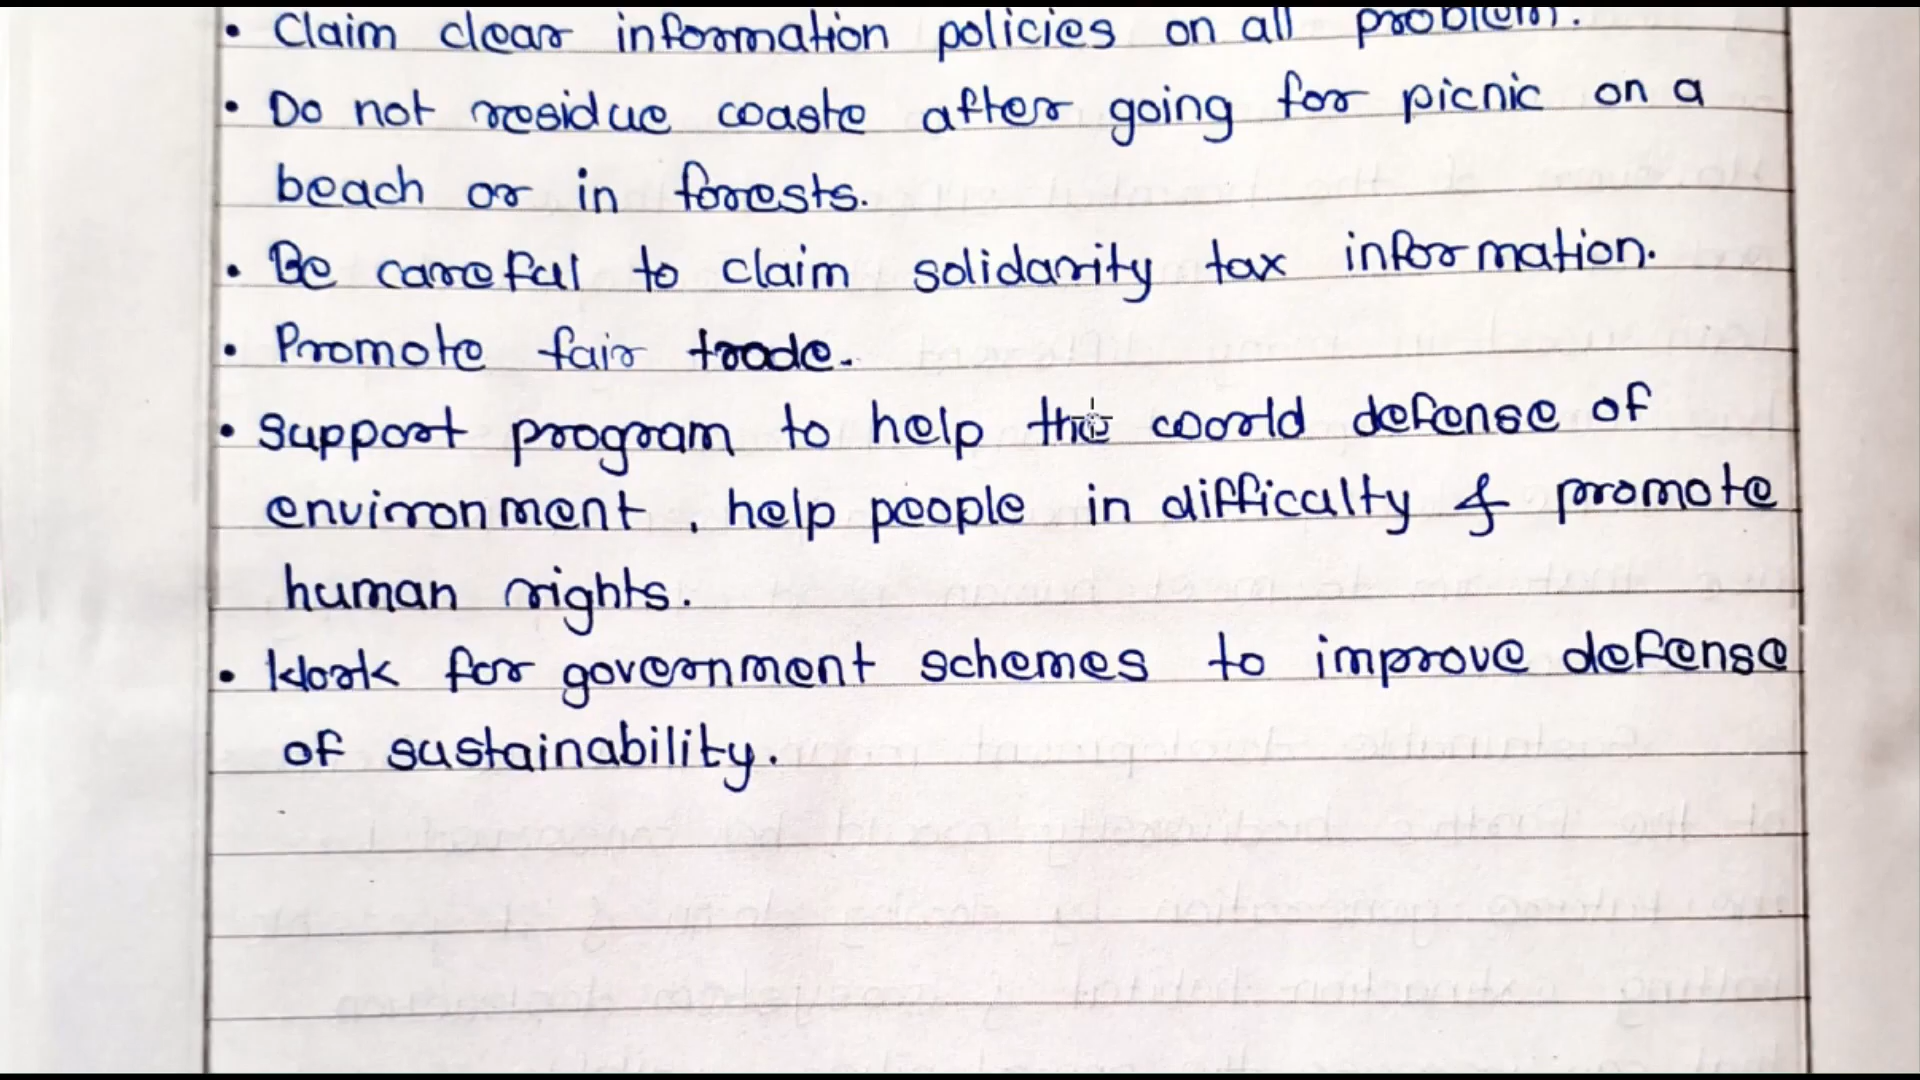 • Claim clear information policies on all problem.
• Do not residue waste after going for picnic on a
beach or in forests.
• Be careful to claim solidarity tax information.
• Promote fair trade.
• Support program to help the world defense of
environment, help people in difficulty & promote
human rights.
• Work for government schemes to improve defense
of sustainability.